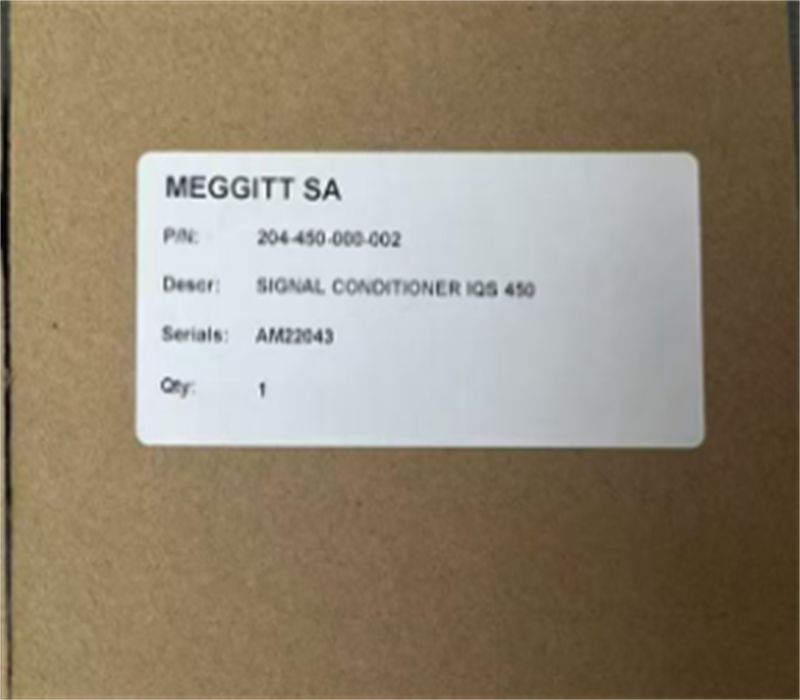 MEGGITT SA
P/N: 204-450-000-002
Descr: SIGNAL CONDITIONER IQS 450
Serials: AM22043
Qty: 1